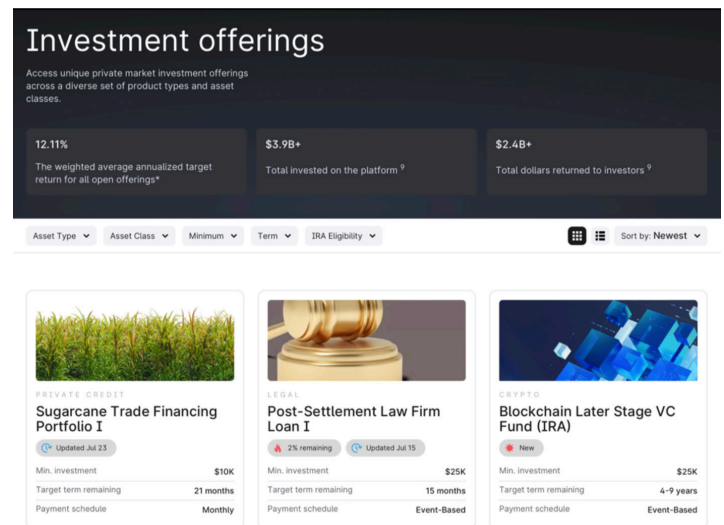 Investment offerings
Access unique private market investment offerings
across a diverse set of product types and asset
classes.
12.11%
The weighted average annualized target
return for all open offerings*
$3.9B+
Total invested on the platform 9
$2.4B+
Total dollars returned to investors 9
Asset Type
Asset Class
Minimum
Term
IRA Eligibility
Sort by: Newest
PRIVATE CREDIT
Sugarcane Trade Financing
Portfolio I
Updated Jul 23
Min. investment $10K
Target term remaining 21 months
Payment schedule Monthly
LEGAL
Post-Settlement Law Firm
Loan I
2% remaining
Updated Jul 15
Min. investment $25K
Target term remaining 15 months
Payment schedule Event-Based
CRYPTO
Blockchain Later Stage VC
Fund (IRA)
New
Min. investment $25K
Target term remaining 4-9 years
Payment schedule Event-Based